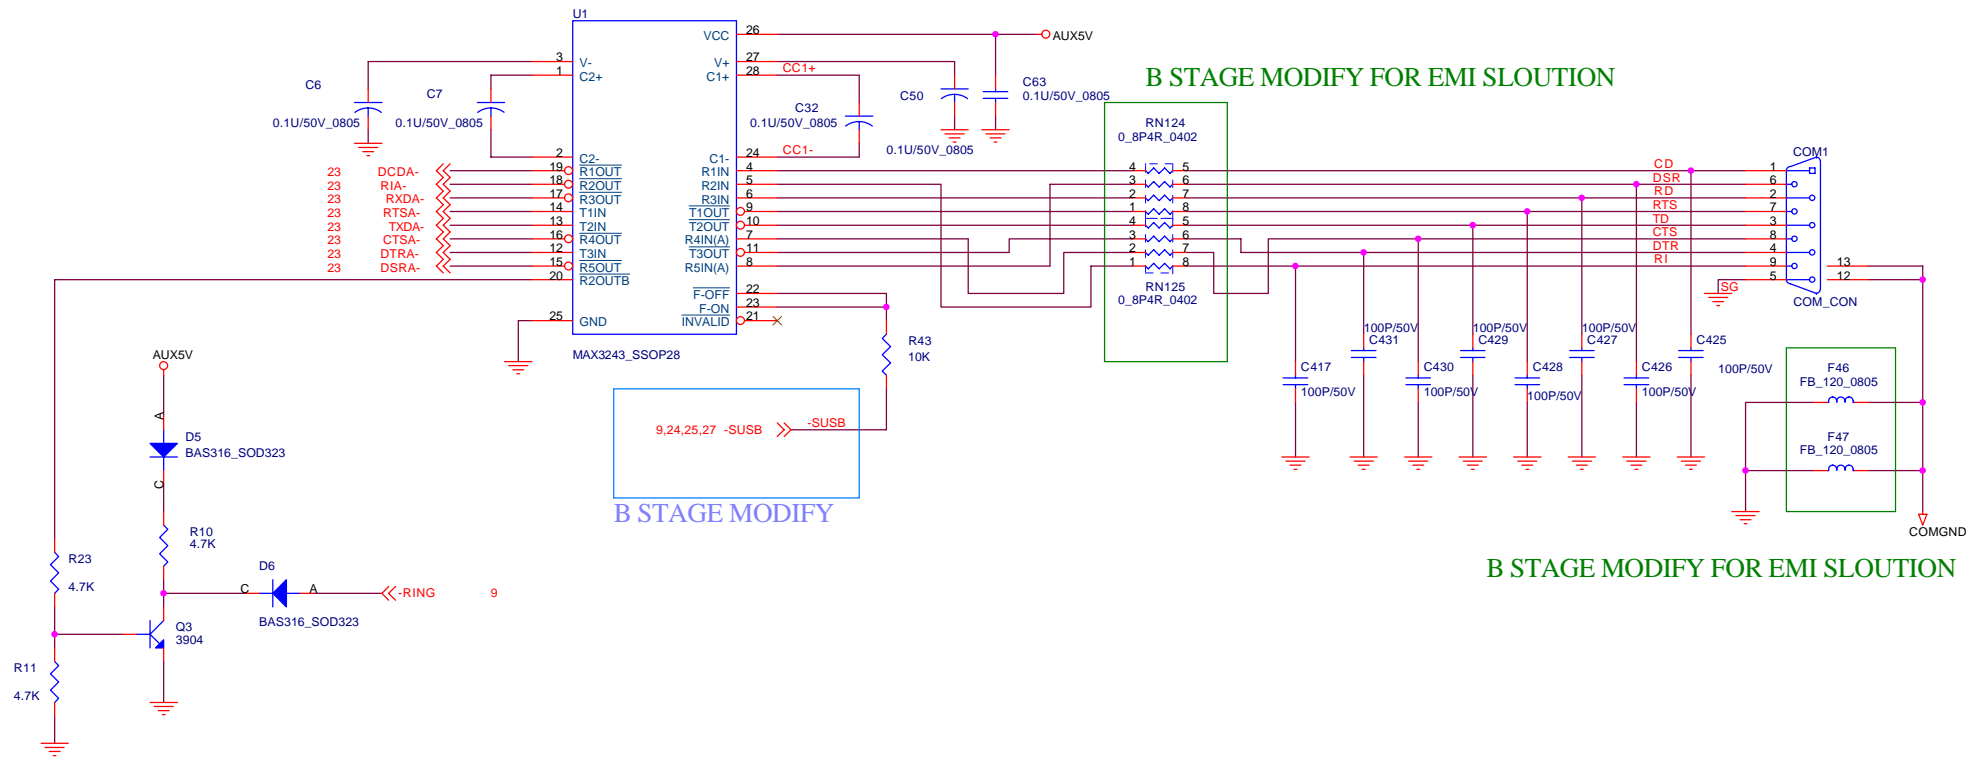 U1
VCC
26
AUX5V
3
V-
1
C2+
V+
27
C1+
28
CC1+
C6
0.1U/50V_0805
C7
0.1U/50V_0805
C32
0.1U/50V_0805
C50
0.1U/50V_0805
C63
0.1U/50V_0805
B STAGE MODIFY FOR EMI SLOUTION
RN124
0_8P4R_0402
2
C2-
C1-
24
CC1-
23 DCDA- 19 R1OUT
23 RIA- 18 R2OUT
23 RXDA- 17 R3OUT
23 RTSA- 14 T1IN
23 TXDA- 13 T2IN
23 CTSA- 16 R4OUT
23 DTRA- 12 T3IN
23 DSRA- 15 R5OUT
20 R2OUTB
R1IN 4
R2IN 5
R3IN 6
T1OUT 9
T2OUT 10
R4IN(A) 7
T3OUT 11
R5IN(A) 8
F-OFF 22
F-ON 23
INVALID 21
25 GND
MAX3243_SSOP28
4 5
3 6
2 7
1 8
4 5
3 6
2 7
1 8
RN125
0_8P4R_0402
COM1
CD 1
DSR 6
RD 2
RTS 7
TD 3
CTS 8
DTR 4
RI 9
SG 5
13
12
COM_CON
R43
10K
9,24,25,27 -SUSB
-SUSB
B STAGE MODIFY
C417
100P/50V
100P/50V
C431
C430
100P/50V
100P/50V
C429
C428
100P/50V
100P/50V
C427
C426
100P/50V
C425
100P/50V
F46
FB_120_0805
F47
FB_120_0805
COMGND
B STAGE MODIFY FOR EMI SLOUTION
AUX5V
A
D5
BAS316_SOD323
C
R10
4.7K
R23
4.7K
D6
C
A
BAS316_SOD323
-RING 9
Q3
3904
R11
4.7K